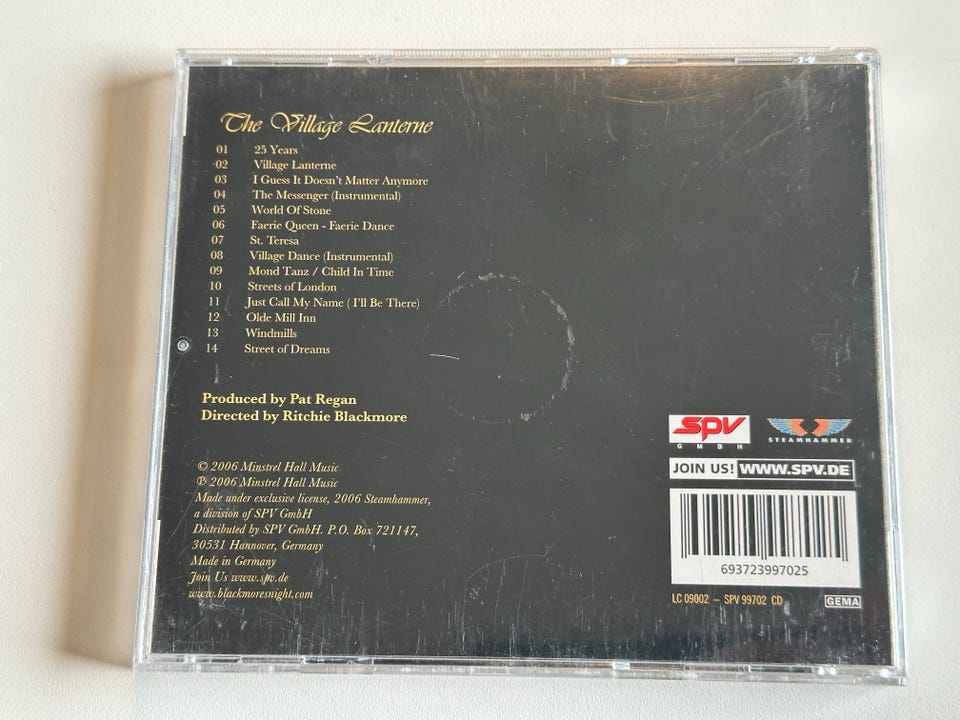 The Village Lanterne
01 25 Years
02 Village Lanterne
03 I Guess It Doesn't Matter Anymore
04 The Messenger (Instrumental)
05 World Of Stone
06 Faerie Queen - Faerie Dance
07 St. Teresa
08 Village Dance (Instrumental)
09 Mond Tanz / Child In Time
10 Streets of London
11 Just Call My Name ( I'll Be There)
12 Olde Mill Inn
13 Windmills
14 Street of Dreams
Produced by Pat Regan
Directed by Ritchie Blackmore
© 2006 Minstrel Hall Music
℗ 2006 Minstrel Hall Music
Made under exclusive license, 2006 Steamhammer,
a division of SPV GmbH
Distributed by SPV GmbH. P.O. Box 721147,
30531 Hannover, Germany
Made in Germany
Join Us www.spv.de
www.blackmoresnight.com
SPV
GMBH
STEAMHAMMER
JOIN US! WWW.SPV.DE
693723997025
LC 09002 – SPV 99702 CD
GEMA